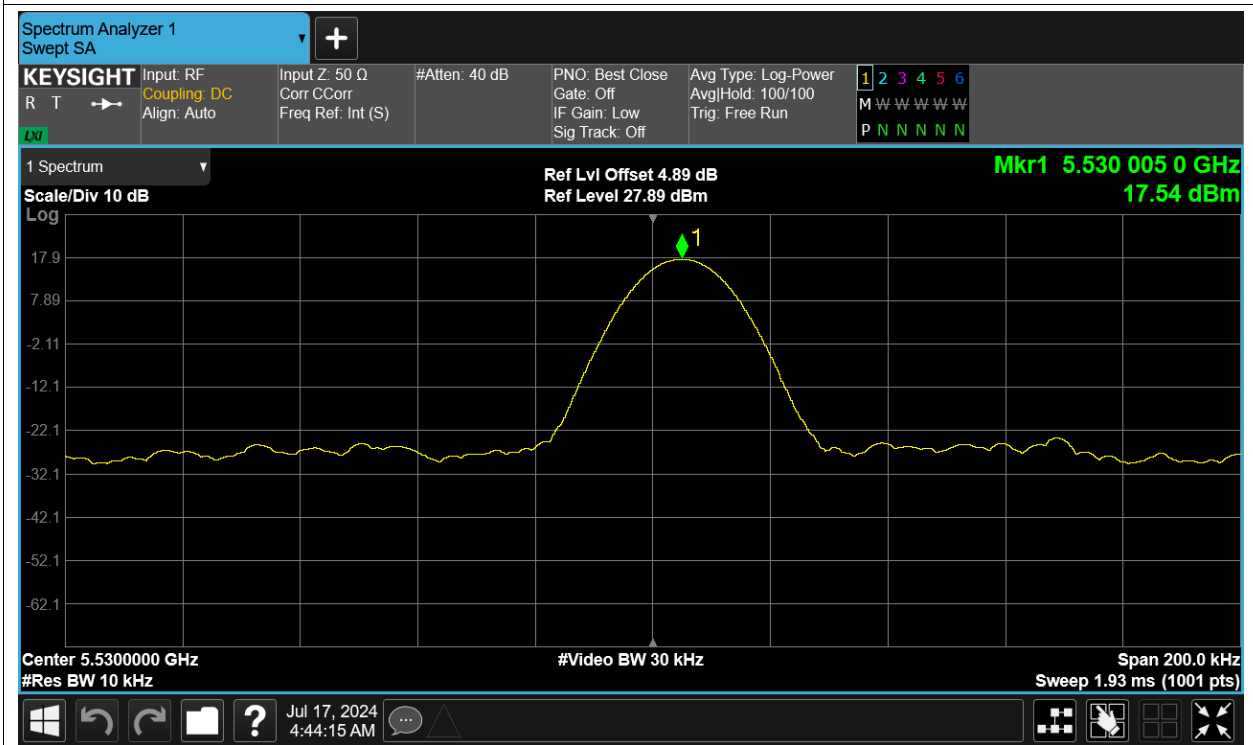 Spectrum Analyzer 1
Swept SA
KEYSIGHT
R T
LXI
Input: RF
Coupling: DC
Align: Auto
Input Z: 50 Ω
Corr CCorr
Freq Ref: Int (S)
#Atten: 40 dB
PNO: Best Close
Gate: Off
IF Gain: Low
Sig Track: Off
Avg Type: Log-Power
Avg|Hold: 100/100
Trig: Free Run
1 2 3 4 5 6
M W W W W W
P N N N N N
1 Spectrum
Scale/Div 10 dB
Log
Ref Lvl Offset 4.89 dB
Ref Level 27.89 dBm
Mkr1 5.530 005 0 GHz
17.54 dBm
1
17.9
7.89
-2.11
-12.1
-22.1
-32.1
-42.1
-52.1
-62.1
Center 5.5300000 GHz
#Res BW 10 kHz
#Video BW 30 kHz
Span 200.0 kHz
Sweep 1.93 ms (1001 pts)
?
Jul 17, 2024
4:44:15 AM